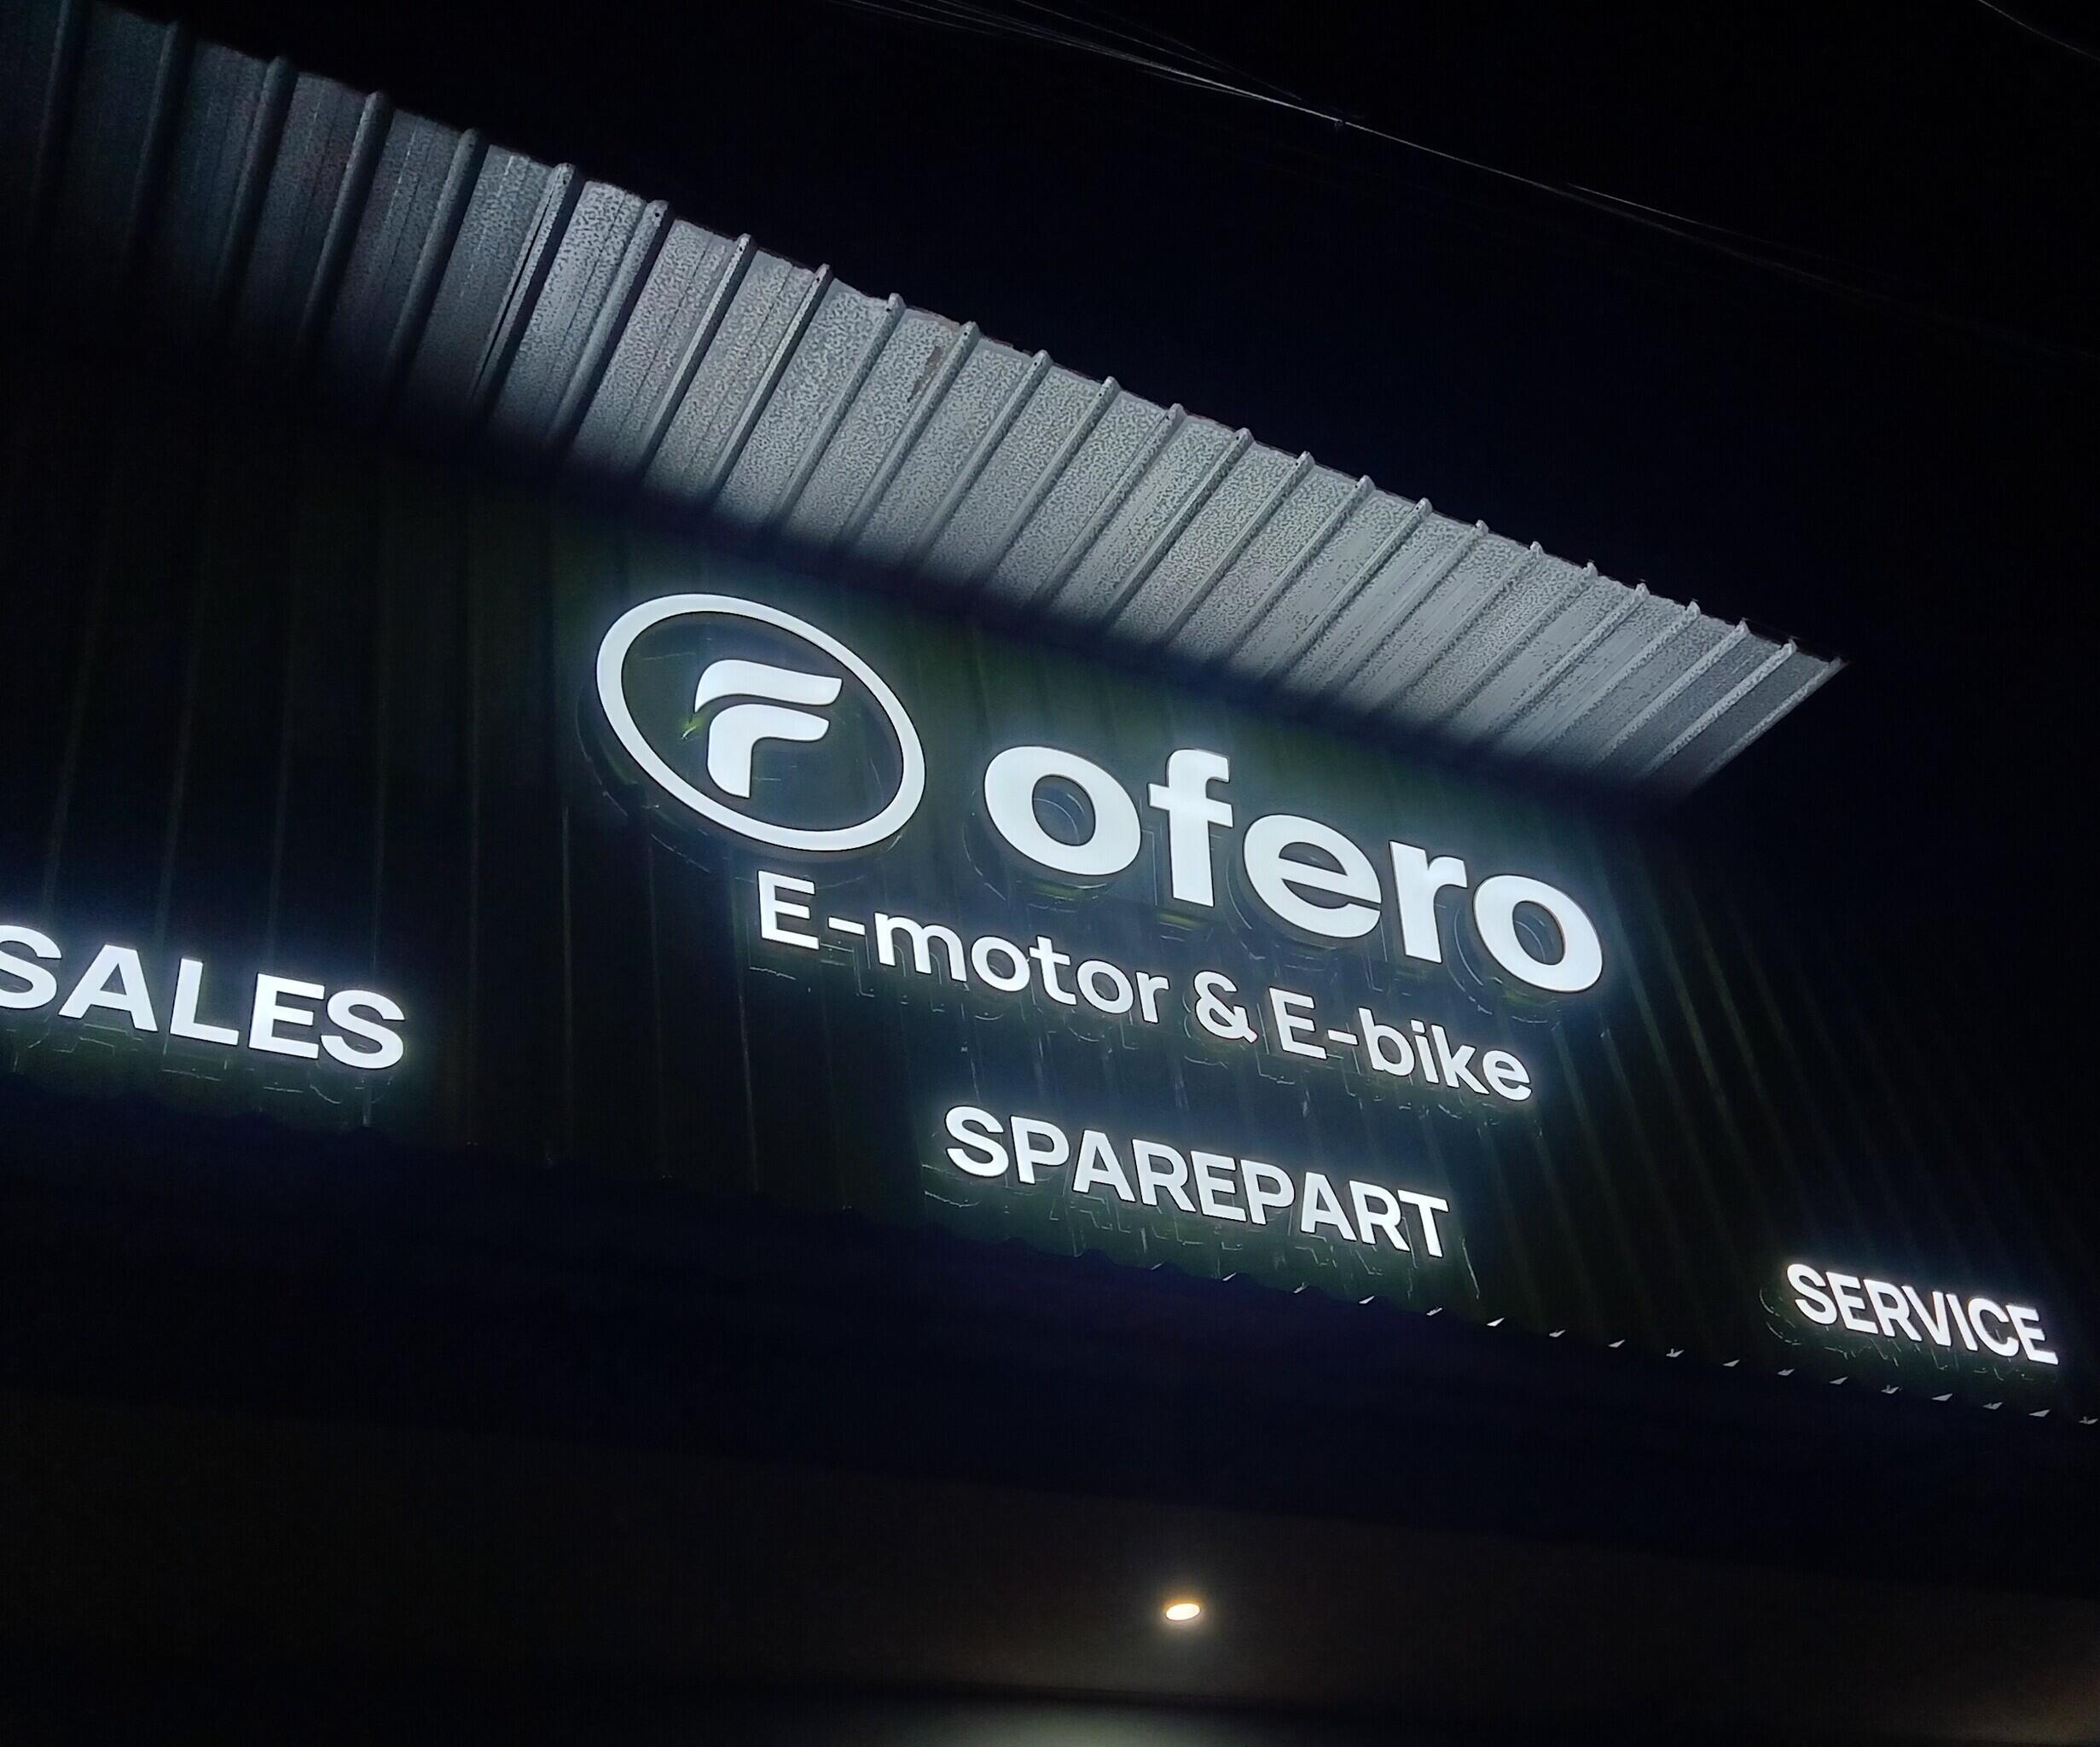 ofero
E-motor & E-bike
SALES
SPAREPART
SERVICE